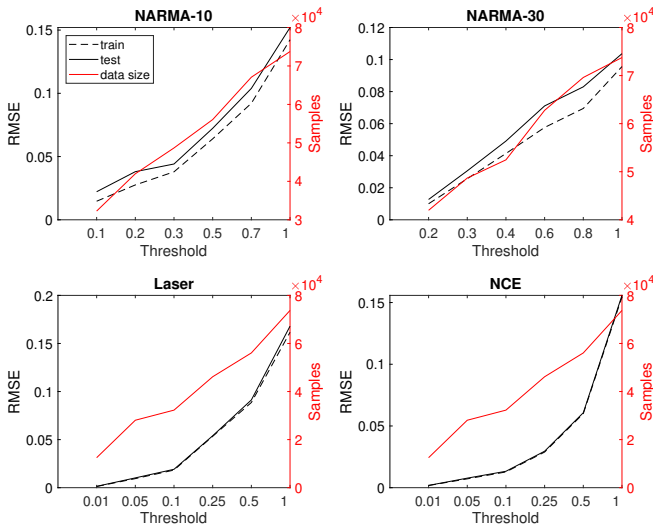 NARMA-10
×10⁴
train
test
data size
0.15
0.1
0.05
0
RMSE
8
7
6
5
4
3
Samples
0.1 0.2 0.3 0.5 0.7 1
Threshold
NARMA-30
×10⁴
0.12
0.1
0.08
0.06
0.04
0.02
0
RMSE
8
7
6
5
4
Samples
0.2 0.3 0.4 0.6 0.8 1
Threshold
Laser
×10⁴
0.2
0.15
0.1
0.05
0
RMSE
8
6
4
2
0
Samples
0.01 0.05 0.1 0.25 0.5 1
Threshold
NCE
×10⁴
0.15
0.1
0.05
0
RMSE
8
6
4
2
0
Samples
0.01 0.05 0.1 0.25 0.5 1
Threshold